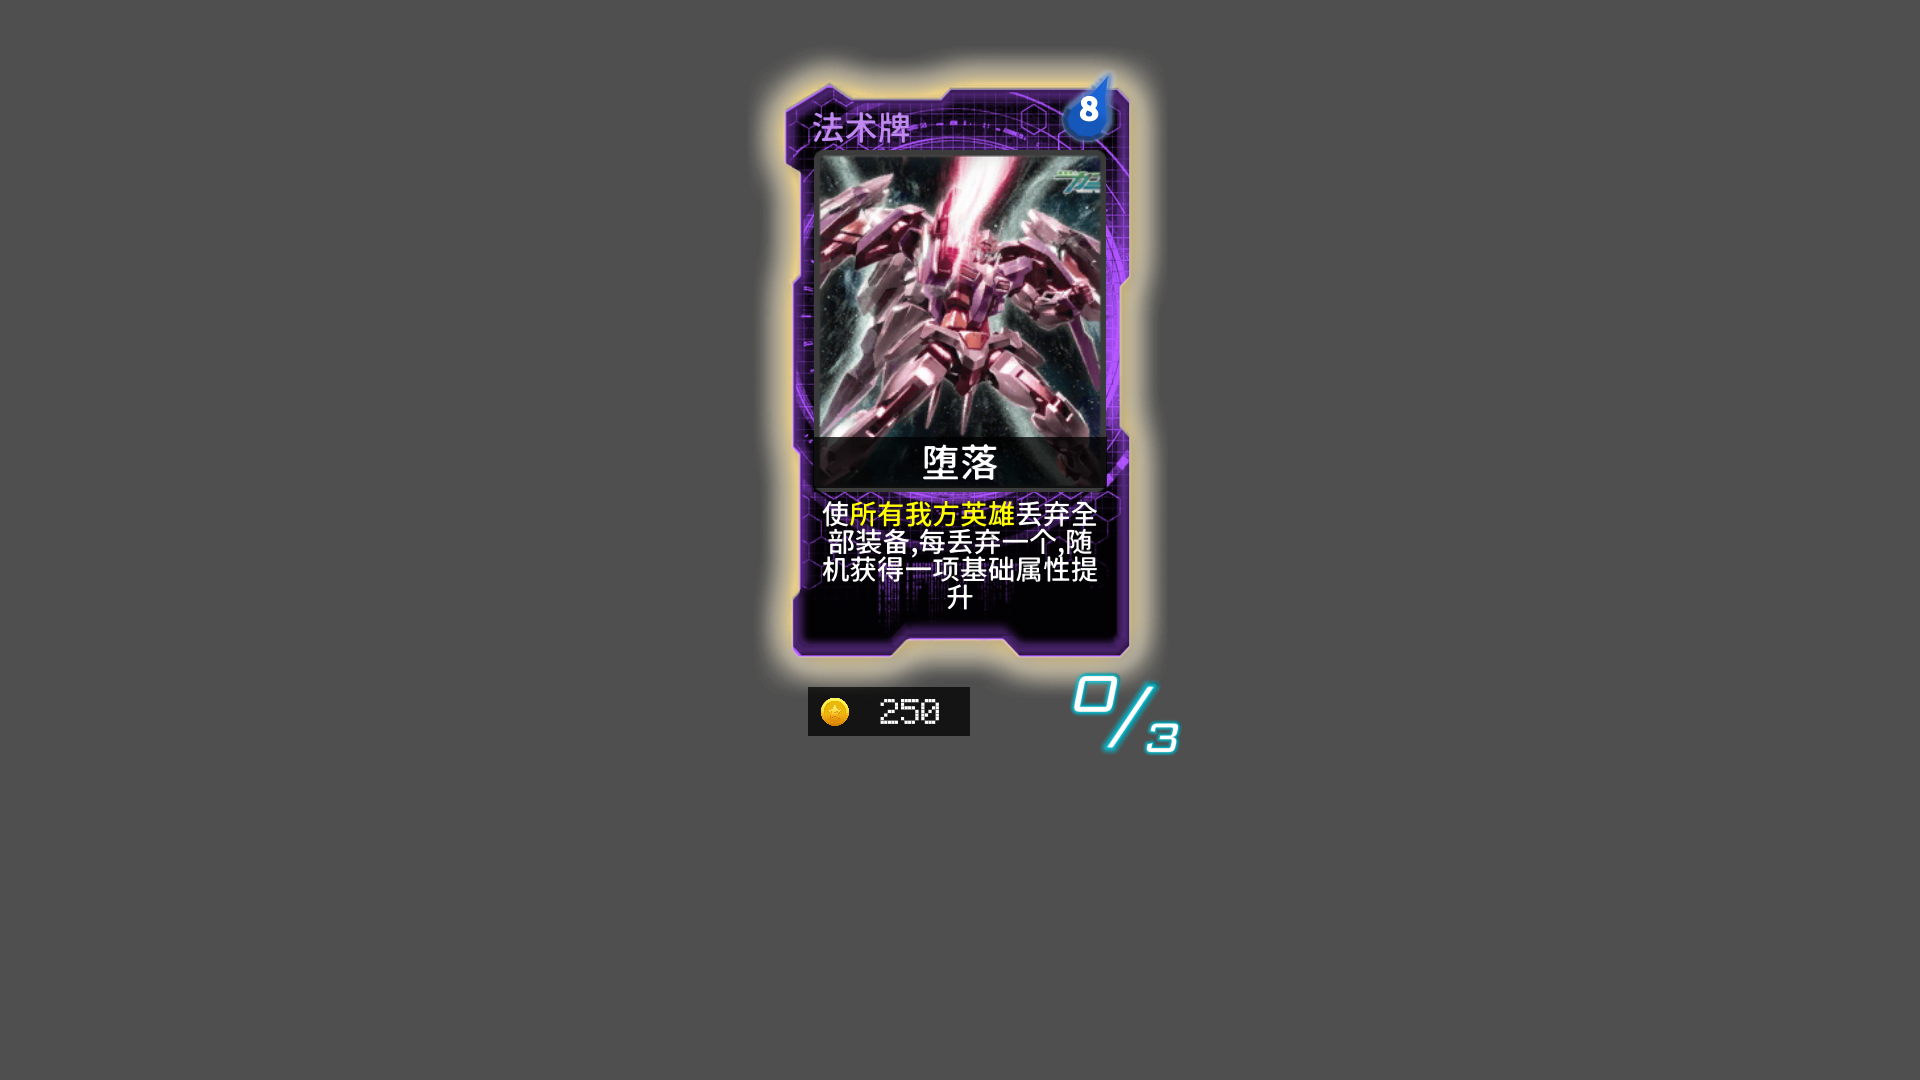 法术牌
8
堕落
使所有我方英雄丢弃全
部装备,每丢弃一个,随
机获得一项基础属性提
升
250
0/3